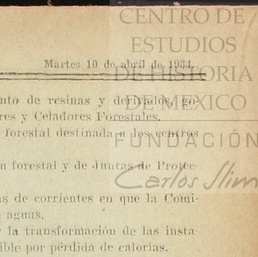 CENTRO DE
ESTUDIOS
DE HISTORIA
DE MÉXICO
FUNDACIÓN
Carlos Slim
Martes 10 de abril de 1934.
nto de resinas y derivados, go-
res y Celadores Forestales.
forestal destinada a los centros
n forestal y de Juntas de Protec-
s de corrientes en que la Comi-
aguas.
r la transformación de las insta-
ible por pérdida de calorías.